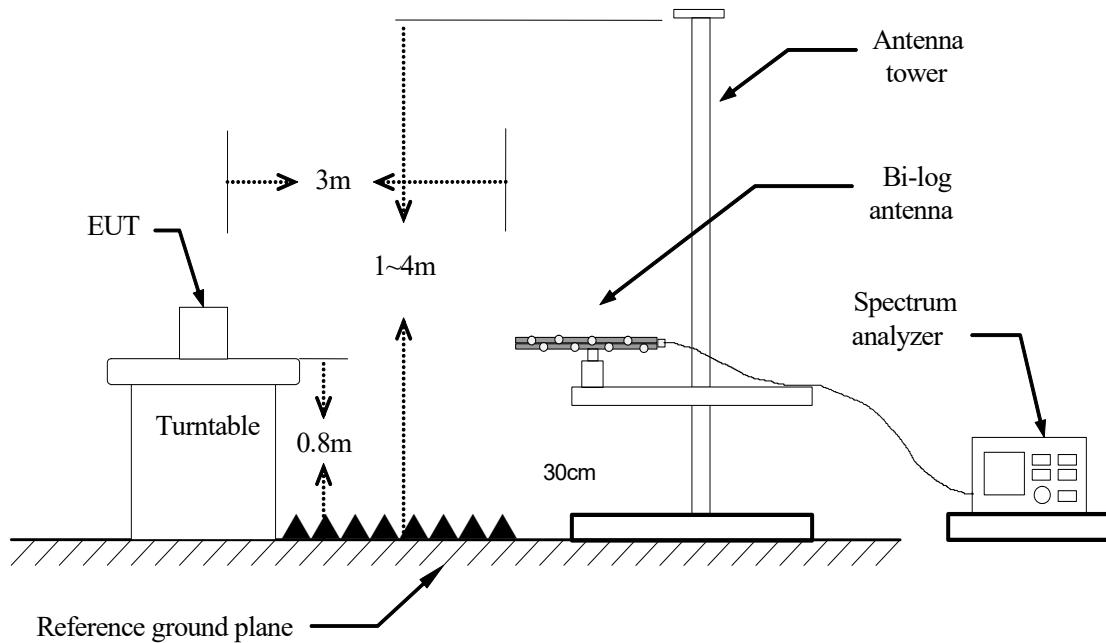 Antenna
tower
3m
Bi-log
antenna
EUT
1~4m
Spectrum
analyzer
Turntable
0.8m
30cm
Reference ground plane